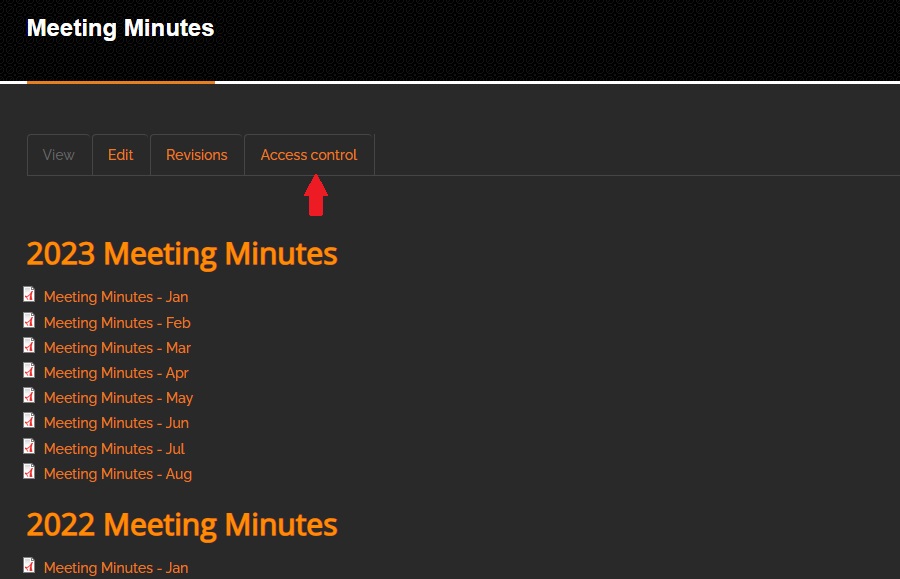 Meeting Minutes
View Edit Revisions Access control
2023 Meeting Minutes
Meeting Minutes - Jan
Meeting Minutes - Feb
Meeting Minutes - Mar
Meeting Minutes - Apr
Meeting Minutes - May
Meeting Minutes - Jun
Meeting Minutes - Jul
Meeting Minutes - Aug
2022 Meeting Minutes
Meeting Minutes - Jan